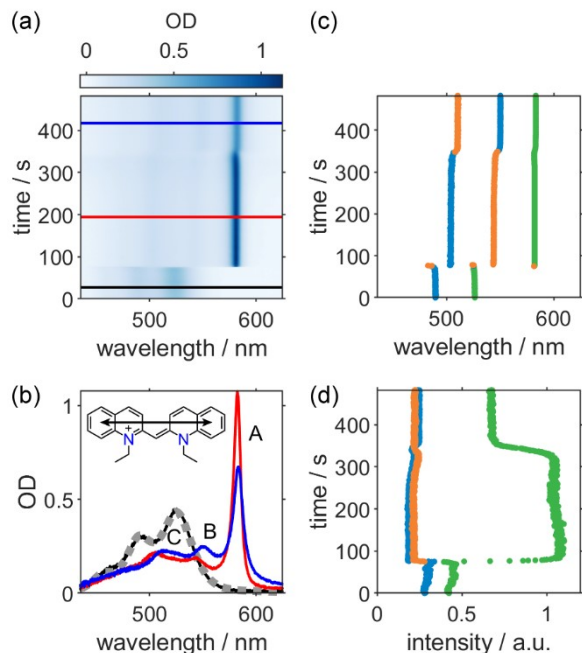 (a)
OD
0 0.5 1
time / s
400
300
200
100
0
500 600
wavelength / nm
(c)
time / s
400
300
200
100
0
500 600
wavelength / nm
(b)
OD
1
0.5
0
A
B
C
N
+
N
500 600
wavelength / nm
(d)
time / s
400
300
200
100
0
0 0.5 1
intensity / a.u.